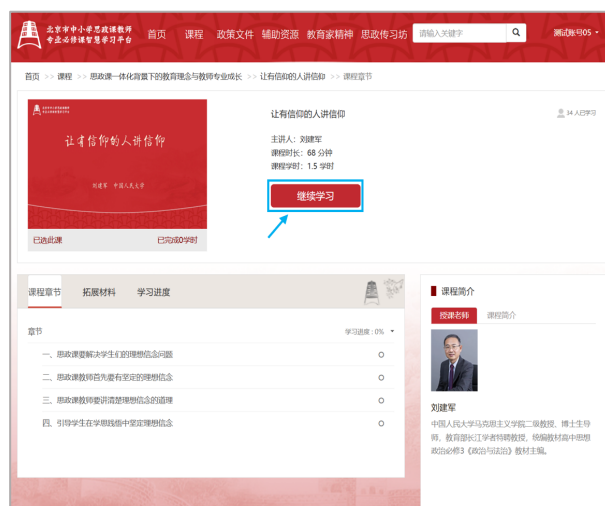 北京市中小学思政课教师
专业必修课智慧学习平台
首页 课程 政策文件 辅助资源 教育家精神 思政传习坊 请输入关键字 测试账号05
首页 >> 课程 >> 思政课一体化背景下的教育理念与教师专业成长 >> 让有信仰的人讲信仰 >> 课程章节
让有信仰的人讲信仰
刘建军 中国人民大学
已选此课 已完成0学时
让有信仰的人讲信仰
34 人已学习
主讲人：刘建军
课程时长：68 分钟
课程学时：1.5 学时
继续学习
课程章节 拓展材料 学习进度
章节 学习进度：0%
一、思政课要解决学生们的理想信念问题
二、思政课教师首先要有坚定的理想信念
三、思政课教师要讲清楚理想信念的道理
四、引导学生在学思践悟中坚定理想信念
课程简介
授课老师 课程简介
刘建军
中国人民大学马克思主义学院二级教授，博士生导
师，教育部长江学者特聘教授，统编教材高中思想
政治必修3《政治与法治》教材主编。